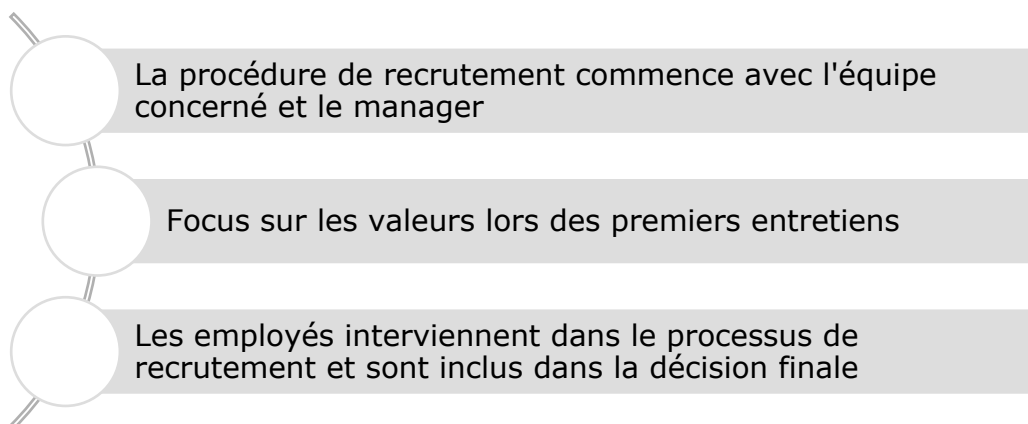 La procédure de recrutement commence avec l'équipe
concerné et le manager
Focus sur les valeurs lors des premiers entretiens
Les employés interviennent dans le processus de
recrutement et sont inclus dans la décision finale